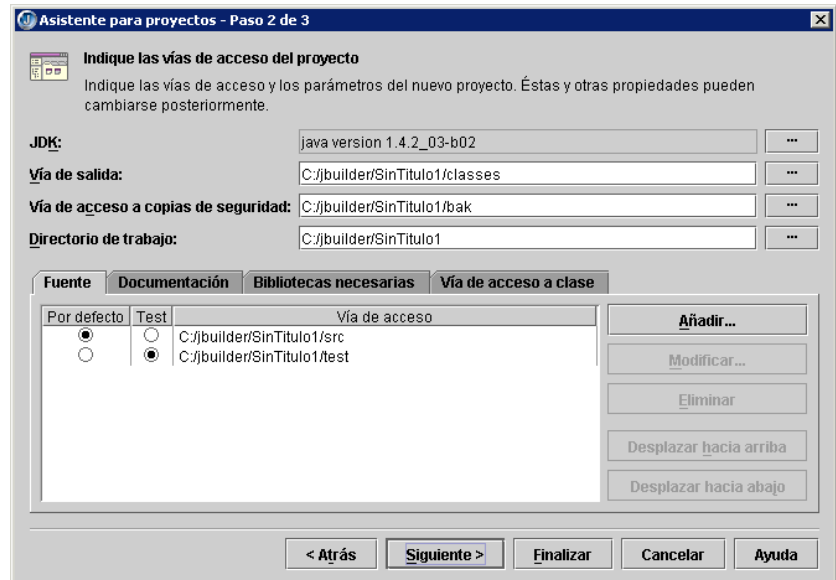 Asistente para proyectos - Paso 2 de 3
Indique las vías de acceso del proyecto
Indique las vías de acceso y los parámetros del nuevo proyecto. Éstas y otras propiedades pueden
cambiarse posteriormente.
JDK: java version 1.4.2_03-b02 ...
Vía de salida: C:/jbuilder/SinTitulo1/classes ...
Vía de acceso a copias de seguridad: C:/jbuilder/SinTitulo1/bak ...
Directorio de trabajo: C:/jbuilder/SinTitulo1 ...
Fuente Documentación Bibliotecas necesarias Vía de acceso a clase
Por defecto Test Vía de acceso
C:/jbuilder/SinTitulo1/src
C:/jbuilder/SinTitulo1/test
Añadir...
Modificar...
Eliminar
Desplazar hacia arriba
Desplazar hacia abajo
< Atrás Siguiente > Finalizar Cancelar Ayuda